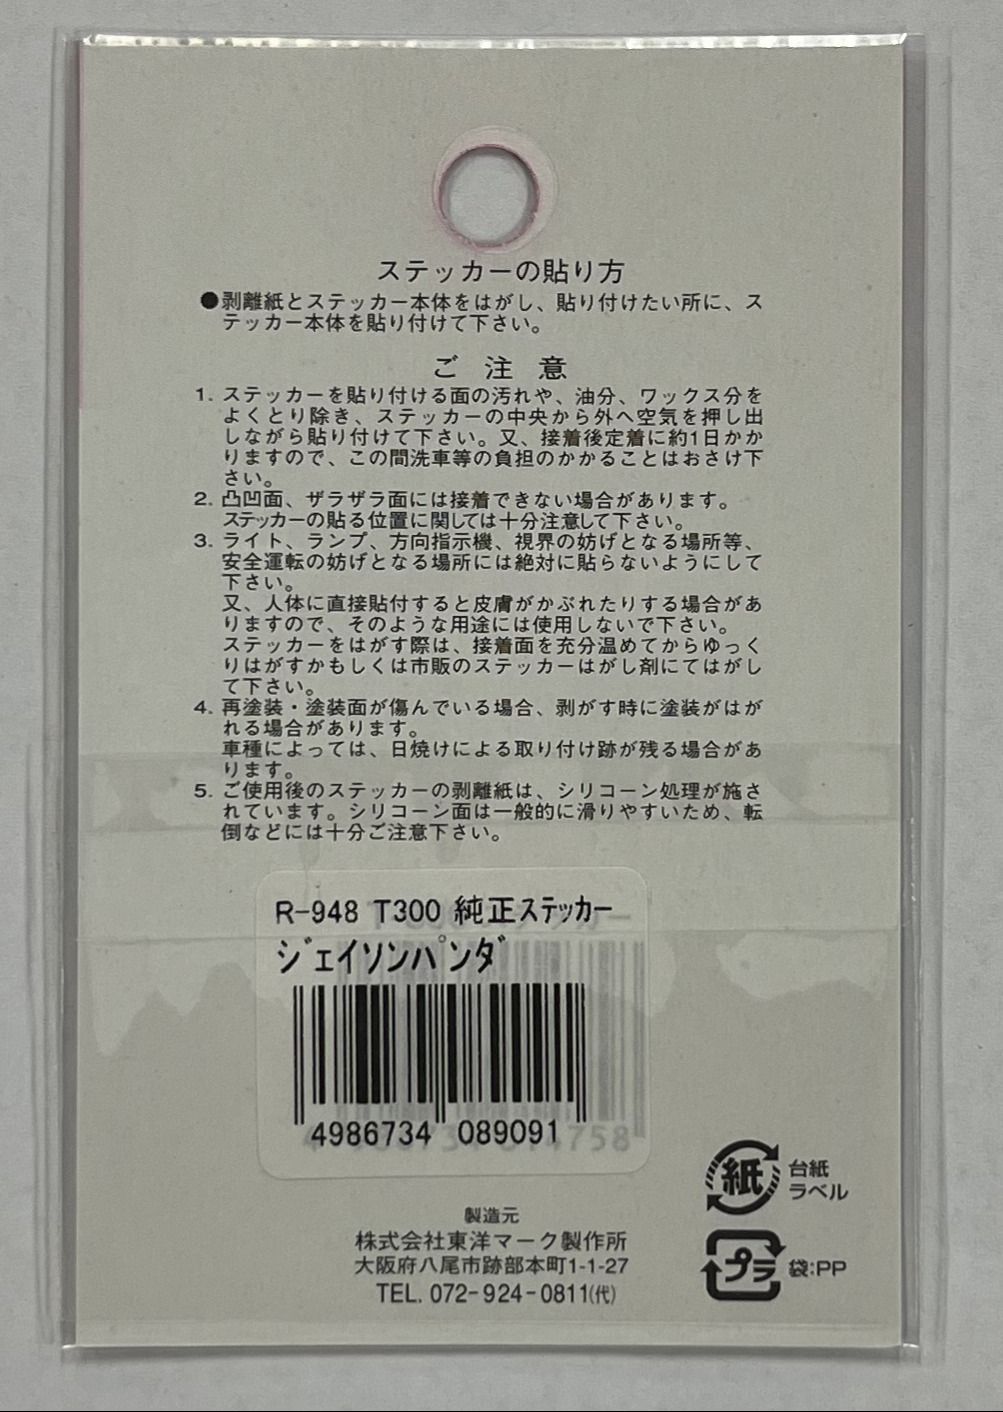 ステッカーの貼り方
●剥離紙とステッカー本体をはがし、貼り付けたい所に、ス
テッカー本体を貼り付けて下さい。
ご 注 意
1. ステッカーを貼り付ける面の汚れや、油分、ワックス分を
よくとり除き、ステッカーの中央から外へ空気を押し出
しながら貼り付けて下さい。又、接着後定着に約1日かか
りますので、この間洗車等の負担のかかることはおさけ下
さい。
2. 凸凹面、ザラザラ面には接着できない場合があります。
ステッカーの貼る位置に関しては十分注意して下さい。
3. ライト、ランプ、方向指示機、視界の妨げとなる場所等、
安全運転の妨げとなる場所には絶対に貼らないようにして
下さい。
又、人体に直接貼付すると皮膚がかぶれたりする場合があ
りますので、そのような用途には使用しないで下さい。
ステッカーをはがす際は、接着面を充分温めてからゆっく
りはがすかもしくは市販のステッカーはがし剤にてはがし
て下さい。
4. 再塗装・塗装面が傷んでいる場合、剥がす時に塗装がはが
れる場合があります。
車種によっては、日焼けによる取り付け跡が残る場合があ
ります。
5. ご使用後のステッカーの剥離紙は、シリコーン処理が施さ
れています。シリコーン面は一般的に滑りやすいため、転
倒などには十分ご注意下さい。
R-948 T300 純正ステッカー
ジェイソンパンダ
4986734 089091
紙 台紙
ラベル
製造元
株式会社東洋マーク製作所
大阪府八尾市跡部本町1-1-27
TEL. 072-924-0811(代)
プラ 袋:PP